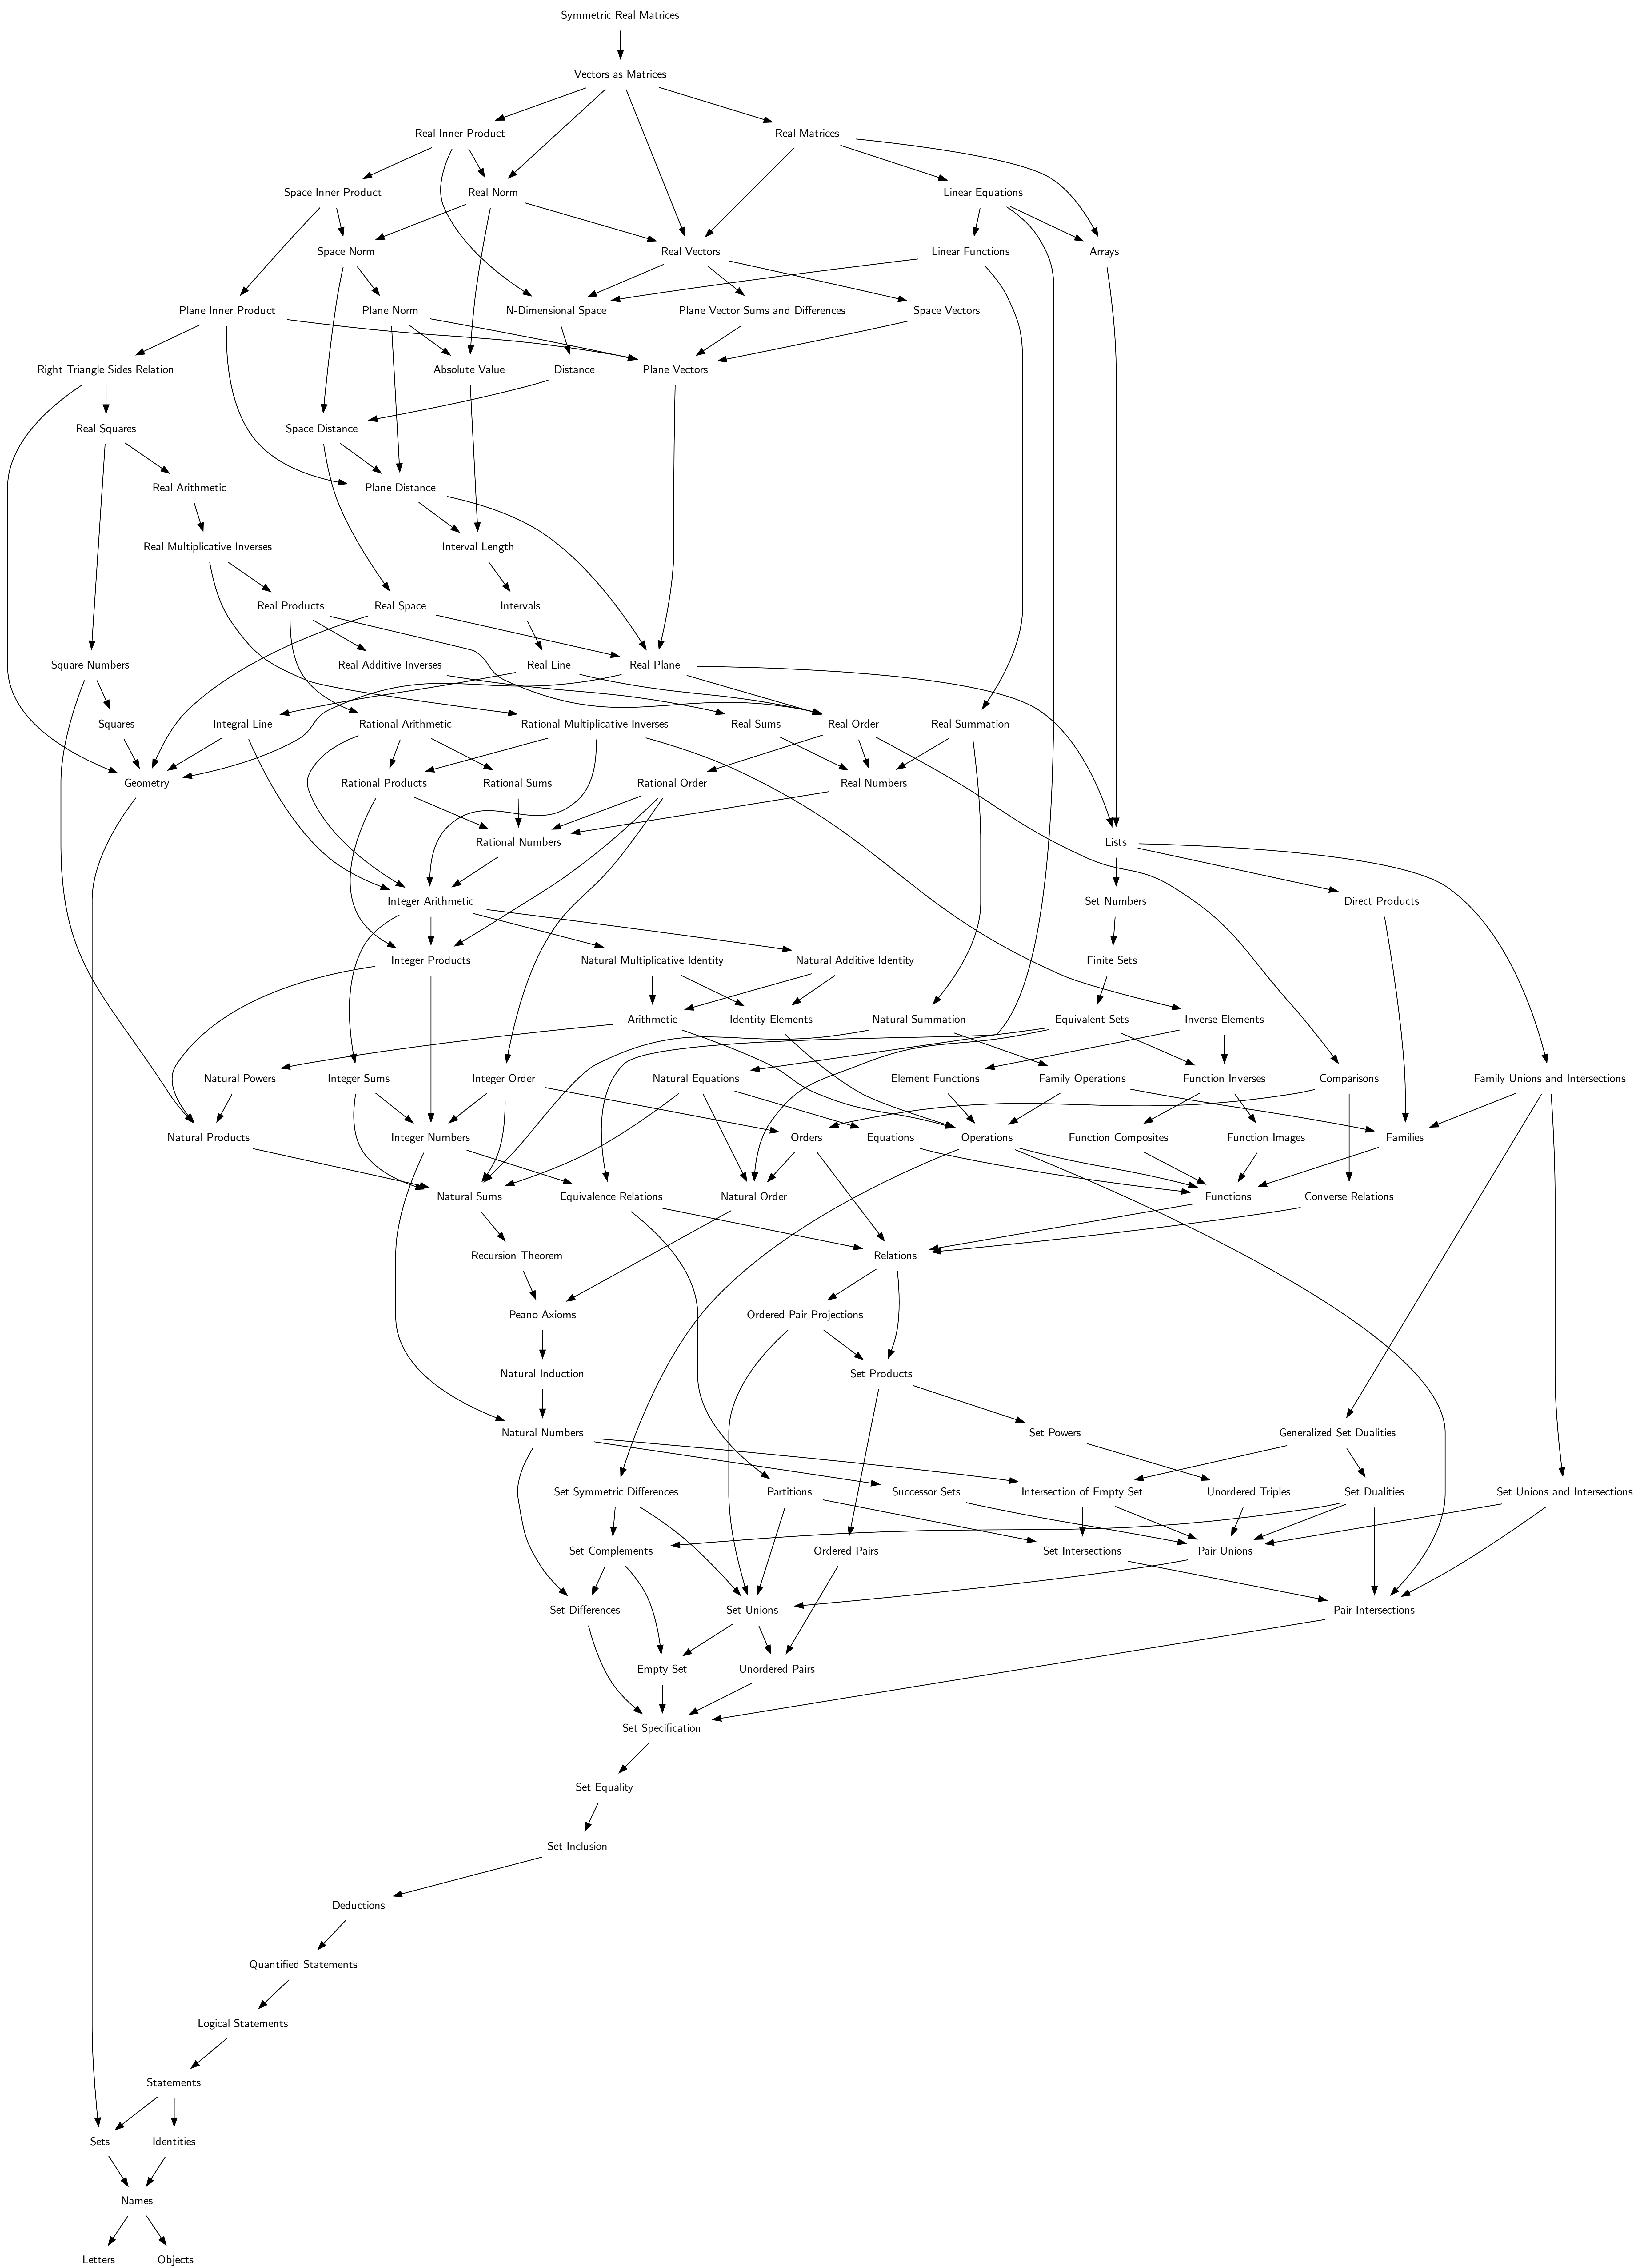 Symmetric Real Matrices
Vectors as Matrices
Real Inner Product
Real Matrices
Space Inner Product
Real Norm
Linear Equations
Space Norm
Real Vectors
Linear Functions
Arrays
Plane Inner Product
Plane Norm
N-Dimensional Space
Plane Vector Sums and Differences
Space Vectors
Right Triangle Sides Relation
Absolute Value
Distance
Plane Vectors
Real Squares
Space Distance
Real Arithmetic
Plane Distance
Real Multiplicative Inverses
Interval Length
Real Products
Real Space
Intervals
Square Numbers
Real Additive Inverses
Real Line
Real Plane
Squares
Integral Line
Rational Arithmetic
Rational Multiplicative Inverses
Real Sums
Real Order
Real Summation
Geometry
Rational Products
Rational Sums
Rational Order
Real Numbers
Rational Numbers
Lists
Integer Arithmetic
Set Numbers
Direct Products
Integer Products
Natural Multiplicative Identity
Natural Additive Identity
Finite Sets
Arithmetic
Identity Elements
Natural Summation
Equivalent Sets
Inverse Elements
Natural Powers
Integer Sums
Integer Order
Natural Equations
Element Functions
Family Operations
Function Inverses
Comparisons
Family Unions and Intersections
Natural Products
Integer Numbers
Orders
Equations
Operations
Function Composites
Function Images
Families
Natural Sums
Equivalence Relations
Natural Order
Functions
Converse Relations
Recursion Theorem
Relations
Peano Axioms
Ordered Pair Projections
Natural Induction
Set Products
Natural Numbers
Set Powers
Generalized Set Dualities
Set Symmetric Differences
Partitions
Successor Sets
Intersection of Empty Set
Unordered Triples
Set Dualities
Set Unions and Intersections
Set Complements
Ordered Pairs
Set Intersections
Pair Unions
Set Differences
Set Unions
Pair Intersections
Empty Set
Unordered Pairs
Set Specification
Set Equality
Set Inclusion
Deductions
Quantified Statements
Logical Statements
Statements
Sets
Identities
Names
Letters
Objects